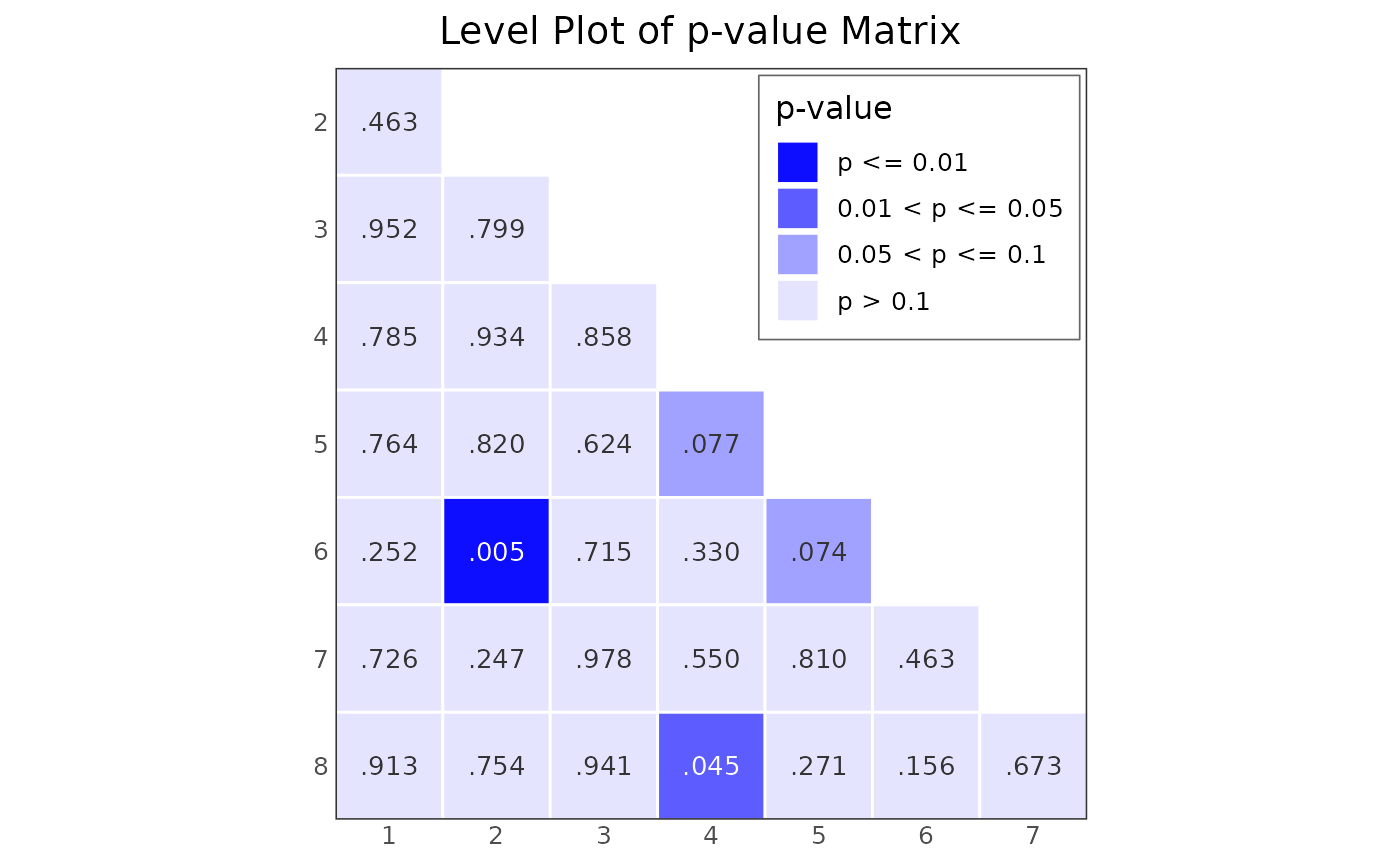 Level Plot of p-value Matrix
p-value
p <= 0.01
0.01 < p <= 0.05
0.05 < p <= 0.1
p > 0.1
2 .463
3 .952 .799
4 .785 .934 .858
5 .764 .820 .624 .077
6 .252 .005 .715 .330 .074
7 .726 .247 .978 .550 .810 .463
8 .913 .754 .941 .045 .271 .156 .673
1 2 3 4 5 6 7